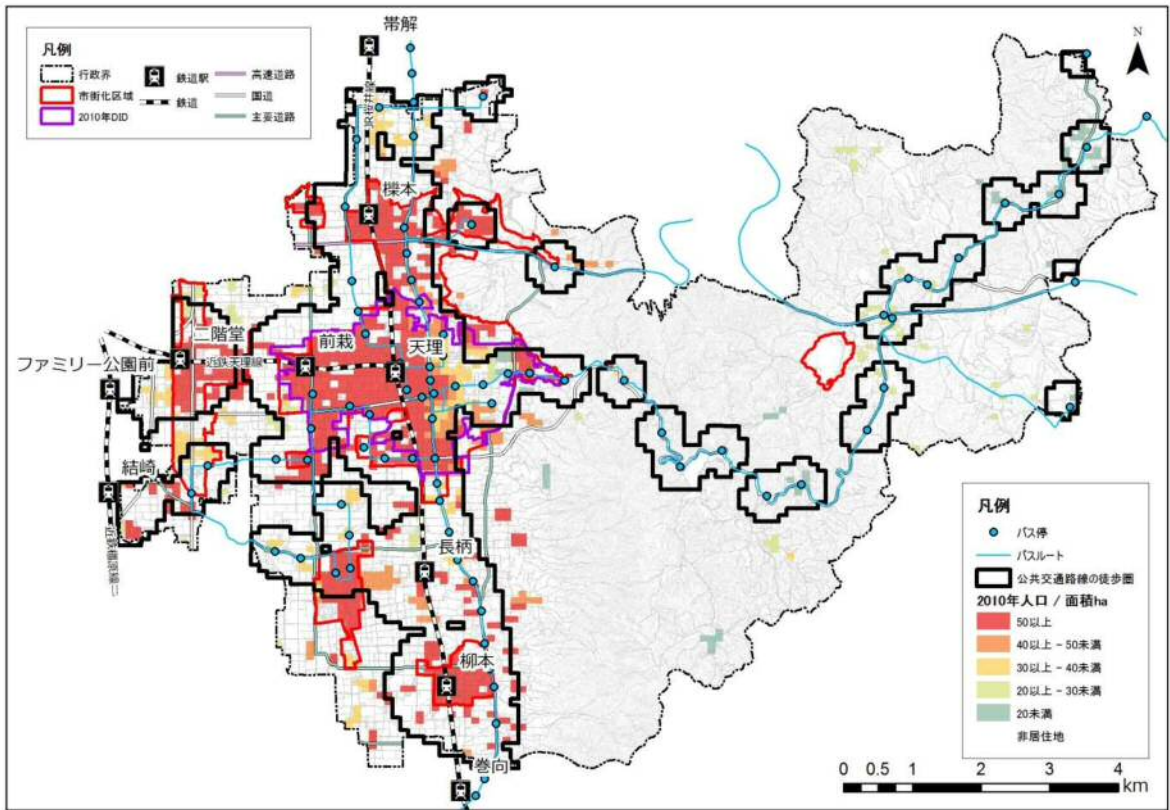 帯解
凡例
行政界
鉄道駅
高速道路
市街化区域
鉄道
国道
2010年DID
主要道路
JR桜井線
N
櫟本
二階堂
前栽
天理
ファミリー公園前
近鉄天理線
結崎
近鉄橿原線
長柄
柳本
巻向
凡例
バス停
バスルート
公共交通路線の徒歩圏
2010年人口 / 面積ha
50以上
40以上 - 50未満
30以上 - 40未満
20以上 - 30未満
20未満
非居住地
0 0.5 1 2 3 4
km